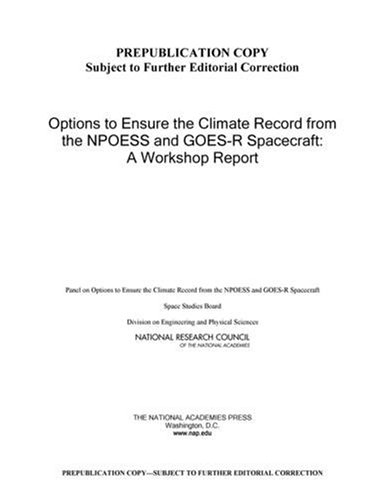 PREPUBLICATION COPY
Subject to Further Editorial Correction
Options to Ensure the Climate Record from
the NPOESS and GOES-R Spacecraft:
A Workshop Report
Panel on Options to Ensure the Climate Record from the NPOESS and GOES-R Spacecraft
Space Studies Board
Division on Engineering and Physical Sciences
NATIONAL RESEARCH COUNCIL
OF THE NATIONAL ACADEMIES
THE NATIONAL ACADEMIES PRESS
Washington, D.C.
www.nap.edu
PREPUBLICATION COPY—SUBJECT TO FURTHER EDITORIAL CORRECTION